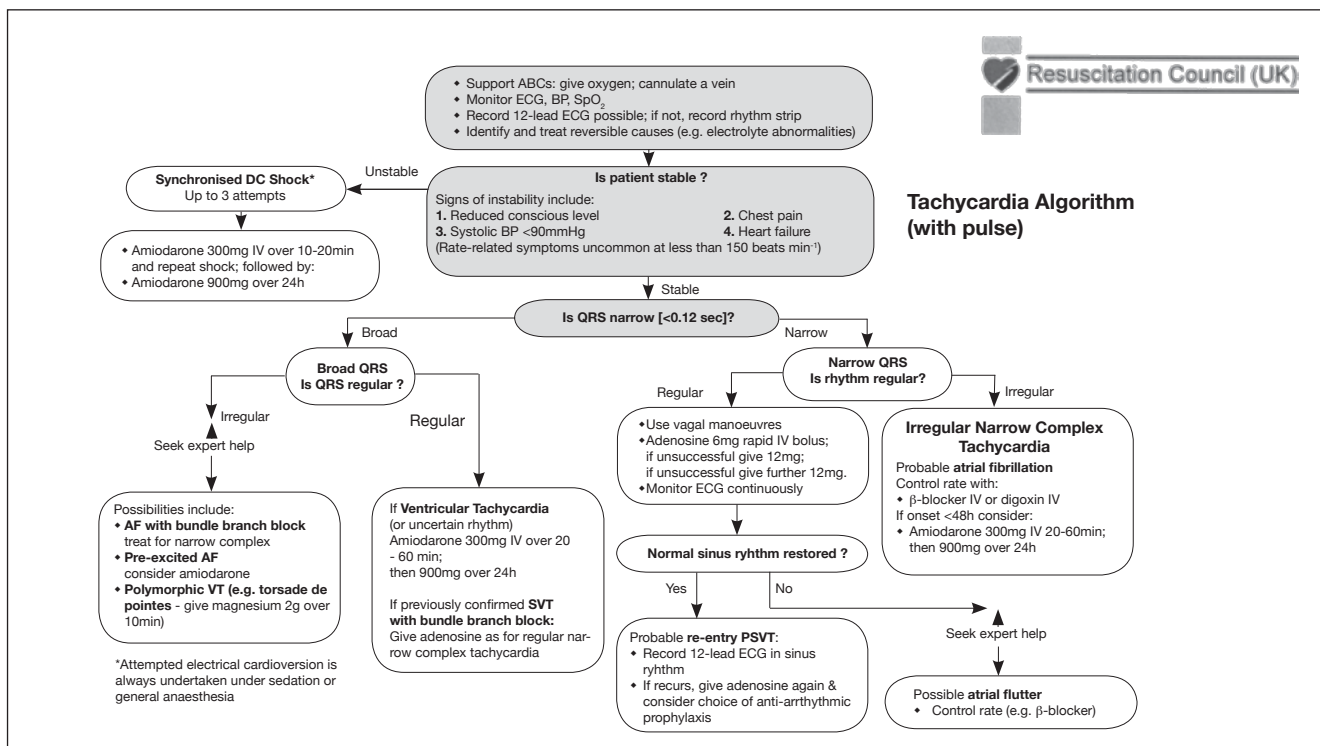 Resuscitation Council (UK)
Tachycardia Algorithm
(with pulse)
◆ Support ABCs: give oxygen; cannulate a vein
◆ Monitor ECG, BP, SpO₂
◆ Record 12-lead ECG possible; if not, record rhythm strip
◆ Identify and treat reversible causes (e.g. electrolyte abnormalities)
Is patient stable ?
Signs of instability include:
1. Reduced conscious level 2. Chest pain
3. Systolic BP <90mmHg 4. Heart failure
(Rate-related symptoms uncommon at less than 150 beats min⁻¹)
Unstable
Synchronised DC Shock*
Up to 3 attempts
◆ Amiodarone 300mg IV over 10-20min
and repeat shock; followed by:
◆ Amiodarone 900mg over 24h
Stable
Is QRS narrow [<0.12 sec]?
Broad
Narrow
Broad QRS
Is QRS regular ?
Irregular
Seek expert help
Possibilities include:
◆ AF with bundle branch block
treat for narrow complex
◆ Pre-excited AF
consider amiodarone
◆ Polymorphic VT (e.g. torsade de
pointes - give magnesium 2g over
10min)
Regular
If Ventricular Tachycardia
(or uncertain rhythm)
Amiodarone 300mg IV over 20
- 60 min;
then 900mg over 24h
If previously confirmed SVT
with bundle branch block:
Give adenosine as for regular nar-
row complex tachycardia
Narrow QRS
Is rhythm regular?
Regular
◆Use vagal manoeuvres
◆Adenosine 6mg rapid IV bolus;
if unsuccessful give 12mg;
if unsuccessful give further 12mg.
◆Monitor ECG continuously
Irregular
Irregular Narrow Complex
Tachycardia
Probable atrial fibrillation
Control rate with:
◆ β-blocker IV or digoxin IV
If onset <48h consider:
◆ Amiodarone 300mg IV 20-60min;
then 900mg over 24h
Normal sinus ryhthm restored ?
Yes
No
Probable re-entry PSVT:
◆ Record 12-lead ECG in sinus
ryhthm
◆ If recurs, give adenosine again &
consider choice of anti-arrhythmic
prophylaxis
Seek expert help
Possible atrial flutter
◆ Control rate (e.g. β-blocker)
*Attempted electrical cardioversion is
always undertaken under sedation or
general anaesthesia